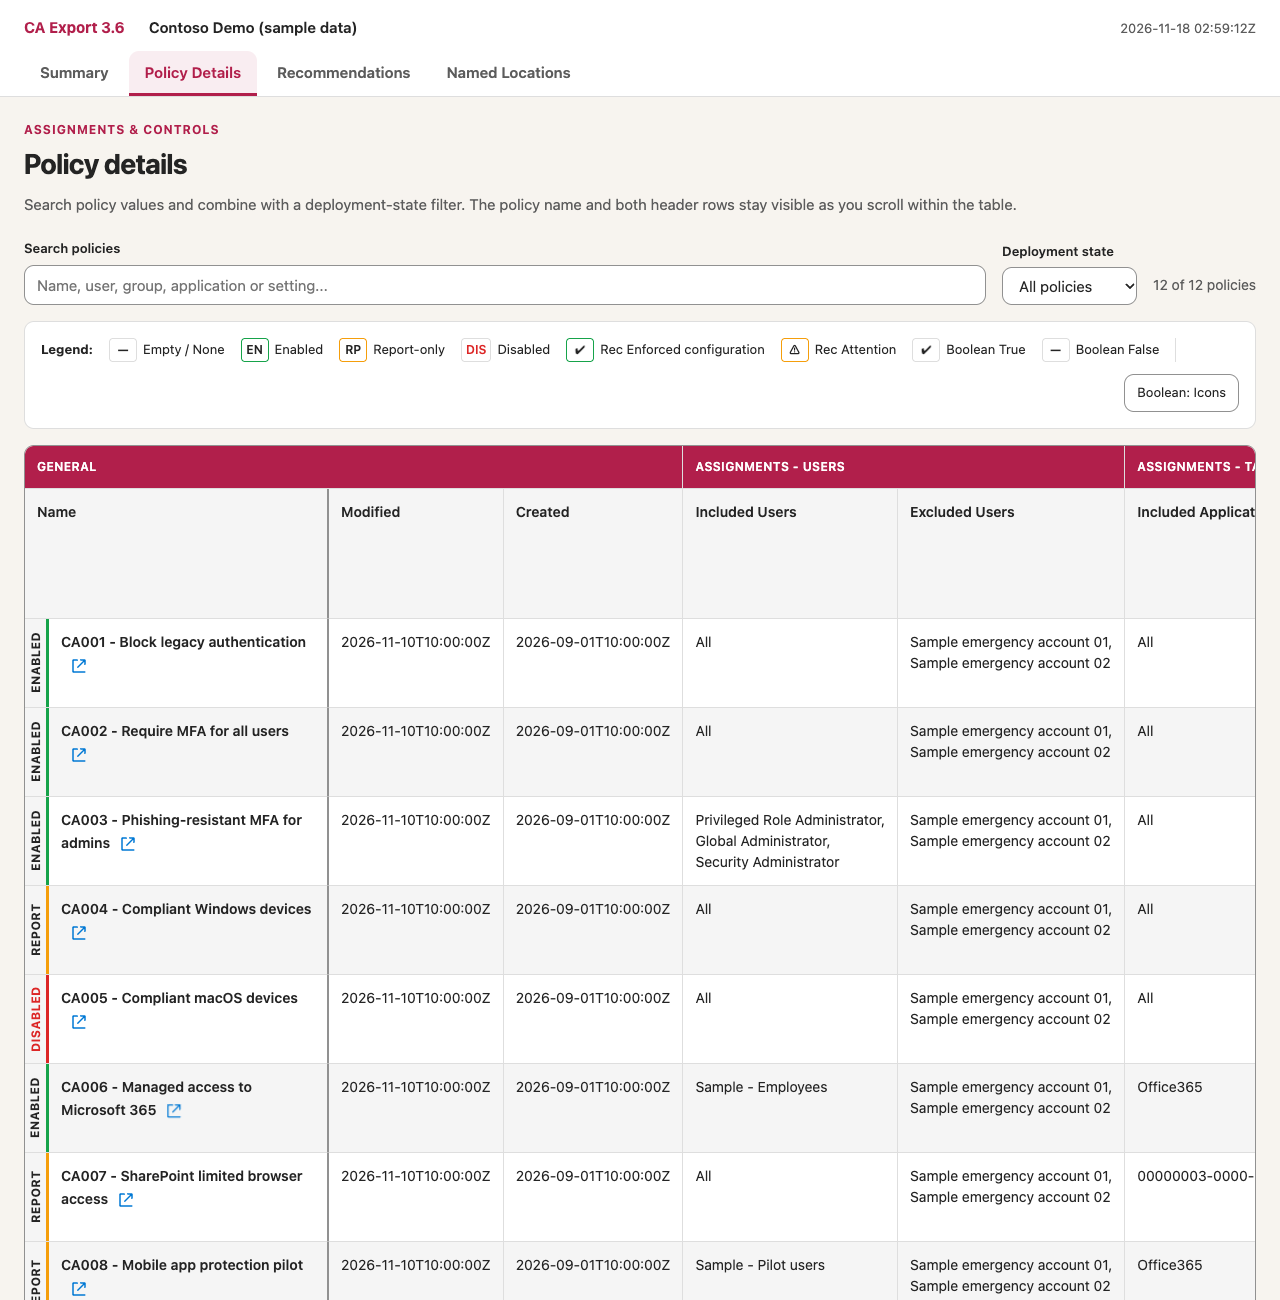 CA Export 3.6 Contoso Demo (sample data) 2026-11-18 02:59:12Z
Summary Policy Details Recommendations Named Locations
ASSIGNMENTS & CONTROLS
Policy details
Search policy values and combine with a deployment-state filter. The policy name and both header rows stay visible as you scroll within the table.
Search policies Deployment state
Name, user, group, application or setting... All policies 12 of 12 policies
Legend: — Empty / None EN Enabled RP Report-only DIS Disabled ✔ Rec Enforced configuration ⚠ Rec Attention ✔ Boolean True — Boolean False
Boolean: Icons
GENERAL ASSIGNMENTS - USERS ASSIGNMENTS - TA
Name Modified Created Included Users Excluded Users Included Applicat
ENABLED CA001 - Block legacy authentication 2026-11-10T10:00:00Z 2026-09-01T10:00:00Z All Sample emergency account 01, All
Sample emergency account 02
ENABLED CA002 - Require MFA for all users 2026-11-10T10:00:00Z 2026-09-01T10:00:00Z All Sample emergency account 01, All
Sample emergency account 02
ENABLED CA003 - Phishing-resistant MFA for 2026-11-10T10:00:00Z 2026-09-01T10:00:00Z Privileged Role Administrator, Sample emergency account 01, All
admins Global Administrator, Sample emergency account 02
Security Administrator
REPORT CA004 - Compliant Windows devices 2026-11-10T10:00:00Z 2026-09-01T10:00:00Z All Sample emergency account 01, All
Sample emergency account 02
DISABLED CA005 - Compliant macOS devices 2026-11-10T10:00:00Z 2026-09-01T10:00:00Z All Sample emergency account 01, All
Sample emergency account 02
ENABLED CA006 - Managed access to 2026-11-10T10:00:00Z 2026-09-01T10:00:00Z Sample - Employees Sample emergency account 01, Office365
Microsoft 365 Sample emergency account 02
REPORT CA007 - SharePoint limited browser 2026-11-10T10:00:00Z 2026-09-01T10:00:00Z All Sample emergency account 01, 00000003-0000-
access Sample emergency account 02
PORT CA008 - Mobile app protection pilot 2026-11-10T10:00:00Z 2026-09-01T10:00:00Z Sample - Pilot users Sample emergency account 01, Office365
Sample emergency account 02